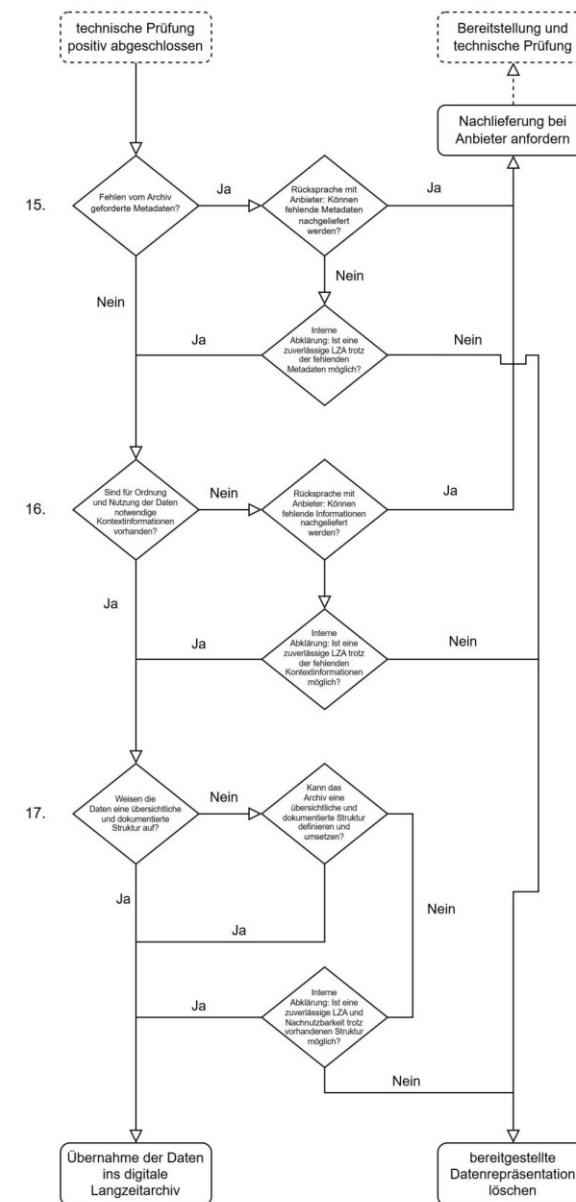 technische Prüfung
positiv abgeschlossen
Bereitstellung und
technische Prüfung
Nachlieferung bei
Anbieter anfordern
15.
Fehlen vom Archiv
geforderte Metadaten?
Ja
Rücksprache mit
Anbieter: Können
fehlende Metadaten
nachgeliefert
werden?
Ja
Nein
Nein
Ja
Interne
Abklärung: Ist eine
zuverlässige LZA trotz
der fehlenden
Metadaten möglich?
Nein
16.
Sind für Ordnung
und Nutzung der Daten
notwendige
Kontextinformationen
vorhanden?
Nein
Rücksprache mit
Anbieter: Können
fehlende Informationen
nachgeliefert
werden?
Ja
Ja
Ja
Interne
Abklärung: Ist eine
zuverlässige LZA trotz
der fehlenden
Kontextinformationen
möglich?
Nein
17.
Weisen die
Daten eine übersichtliche
und dokumentierte
Struktur auf?
Nein
Kann das
Archiv eine
übersichtliche und
dokumentierte Struktur
definieren und
umsetzen?
Ja
Ja
Nein
Ja
Interne
Abklärung: Ist eine
zuverlässige LZA und
Nachnutzbarkeit trotz
vorhandenen Struktur
möglich?
Nein
Übernahme der Daten
ins digitale
Langzeitarchiv
bereitgestellte
Datenrepräsentation
löschen